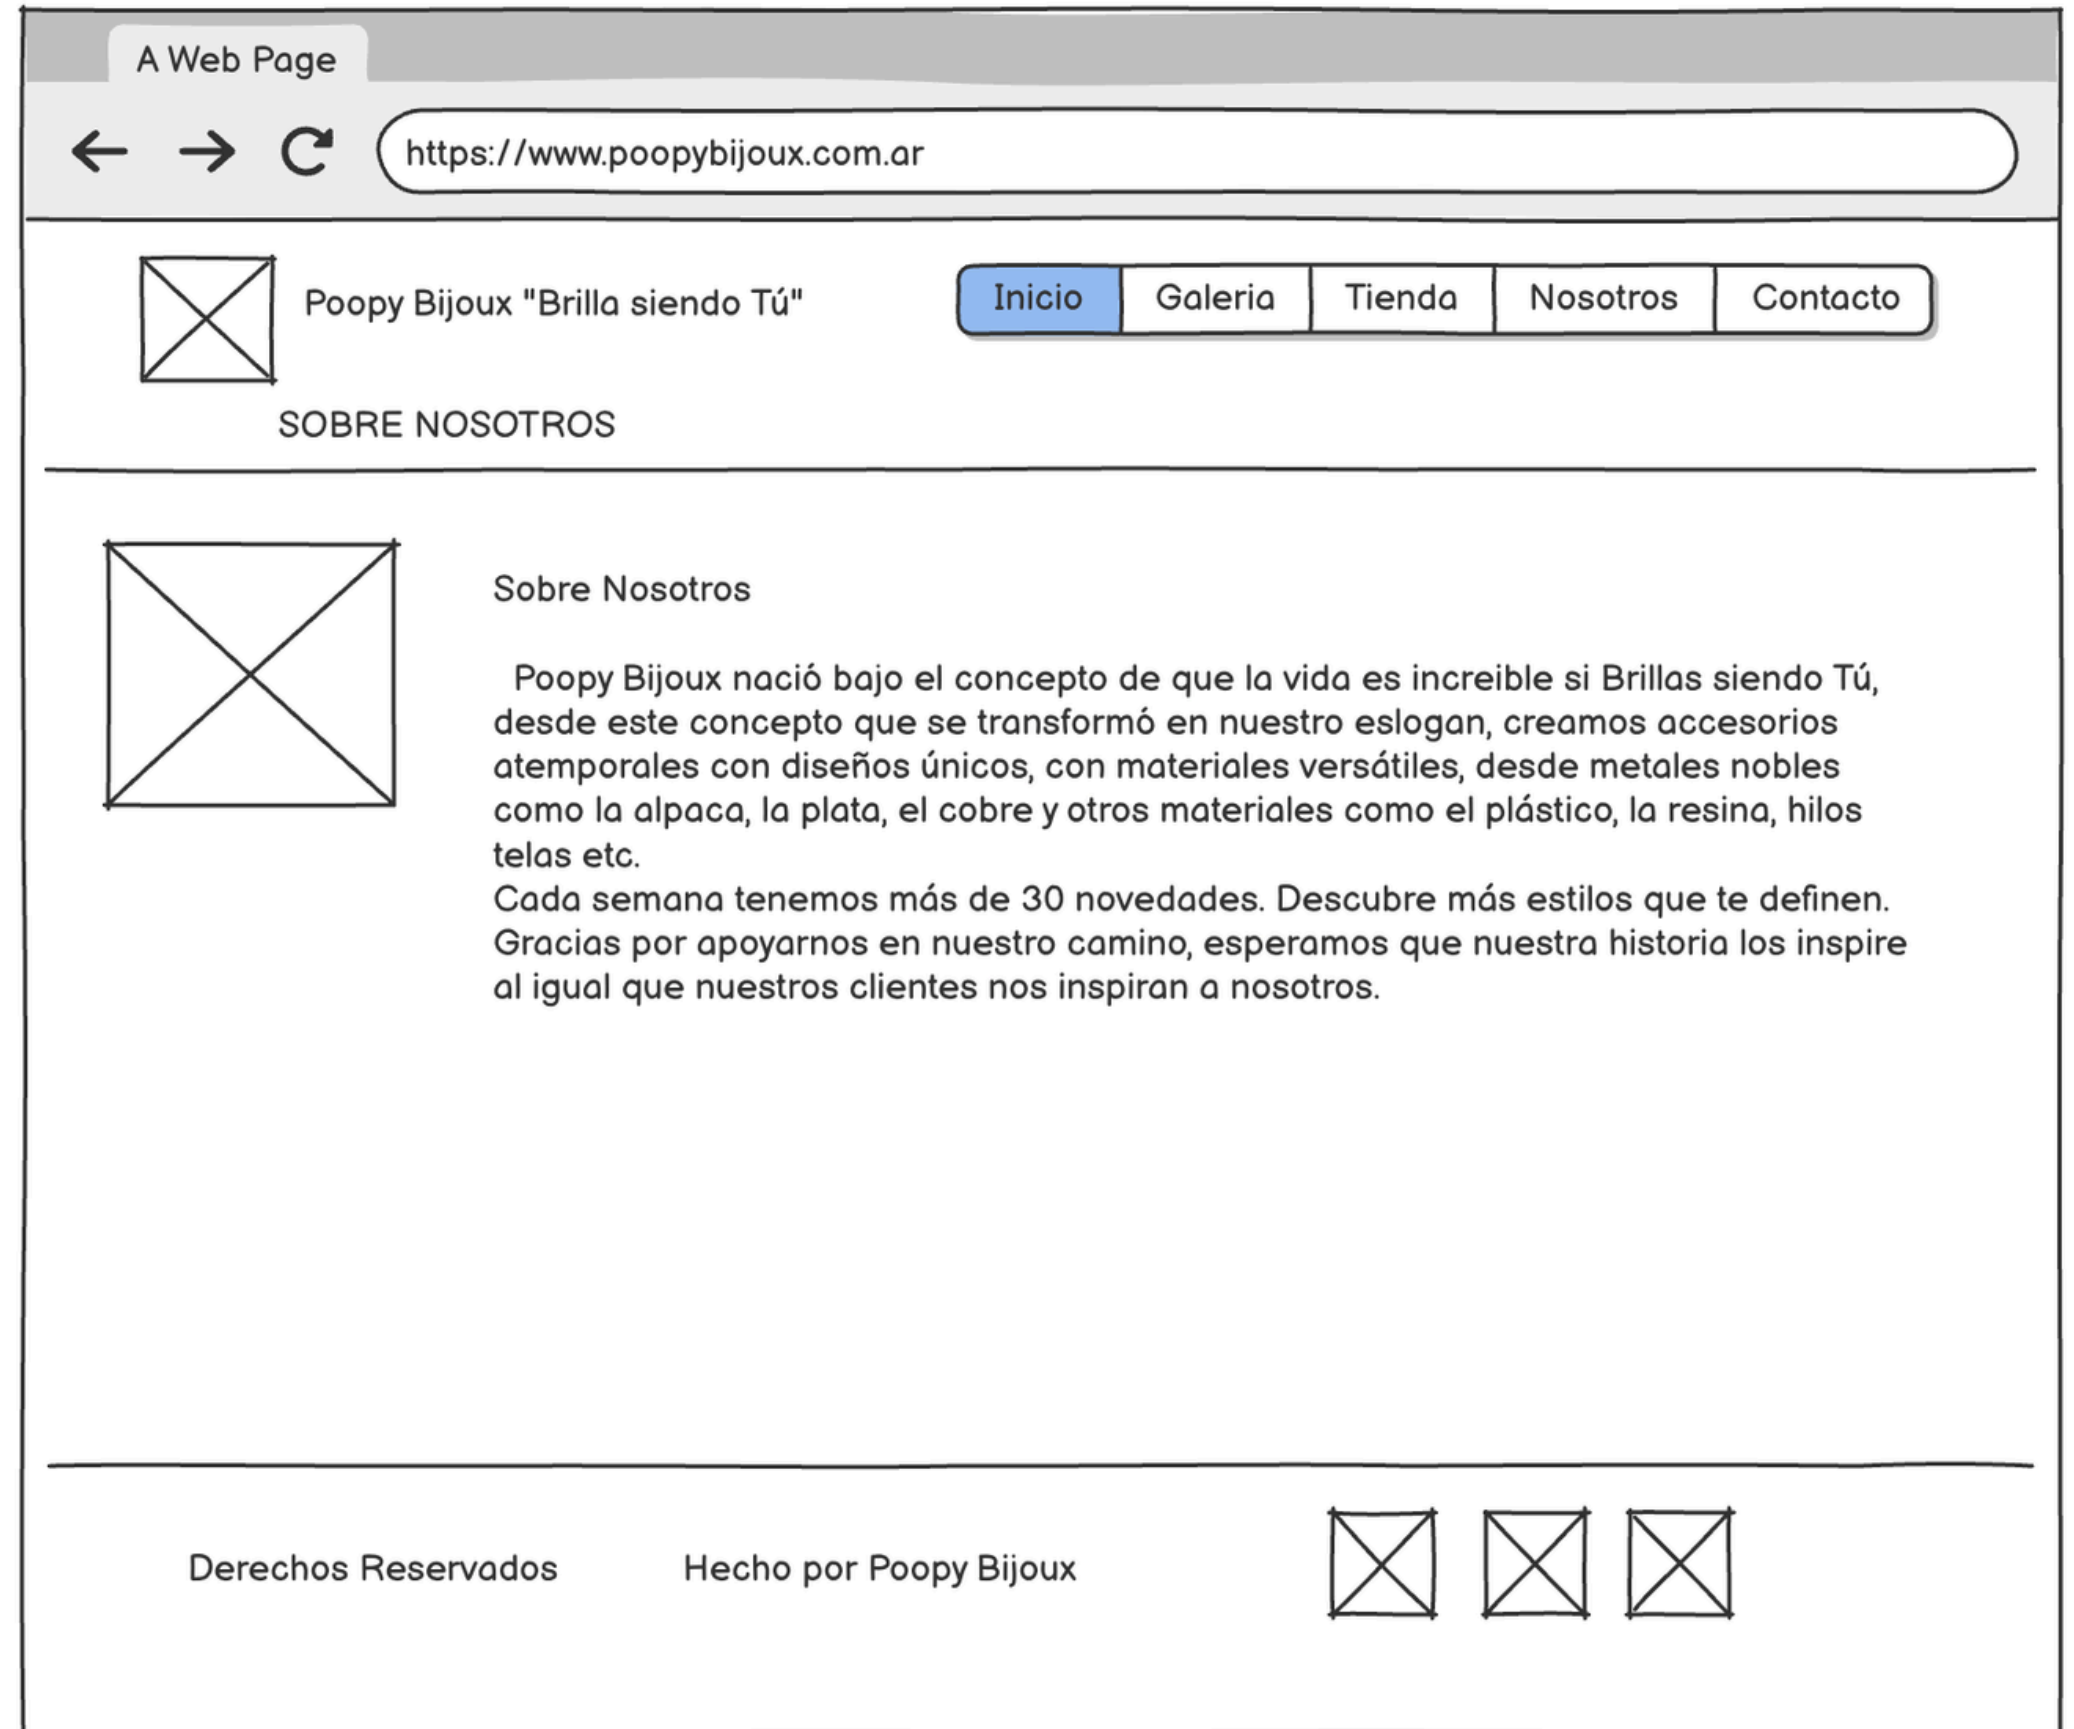 A Web Page
https://www.poopybijoux.com.ar
Poopy Bijoux "Brilla siendo Tú"
Inicio Galeria Tienda Nosotros Contacto
SOBRE NOSOTROS
Sobre Nosotros
Poopy Bijoux nació bajo el concepto de que la vida es increible si Brillas siendo Tú,
desde este concepto que se transformó en nuestro eslogan, creamos accesorios
atemporales con diseños únicos, con materiales versátiles, desde metales nobles
como la alpaca, la plata, el cobre y otros materiales como el plástico, la resina, hilos
telas etc.
Cada semana tenemos más de 30 novedades. Descubre más estilos que te definen.
Gracias por apoyarnos en nuestro camino, esperamos que nuestra historia los inspire
al igual que nuestros clientes nos inspiran a nosotros.
Derechos Reservados Hecho por Poopy Bijoux